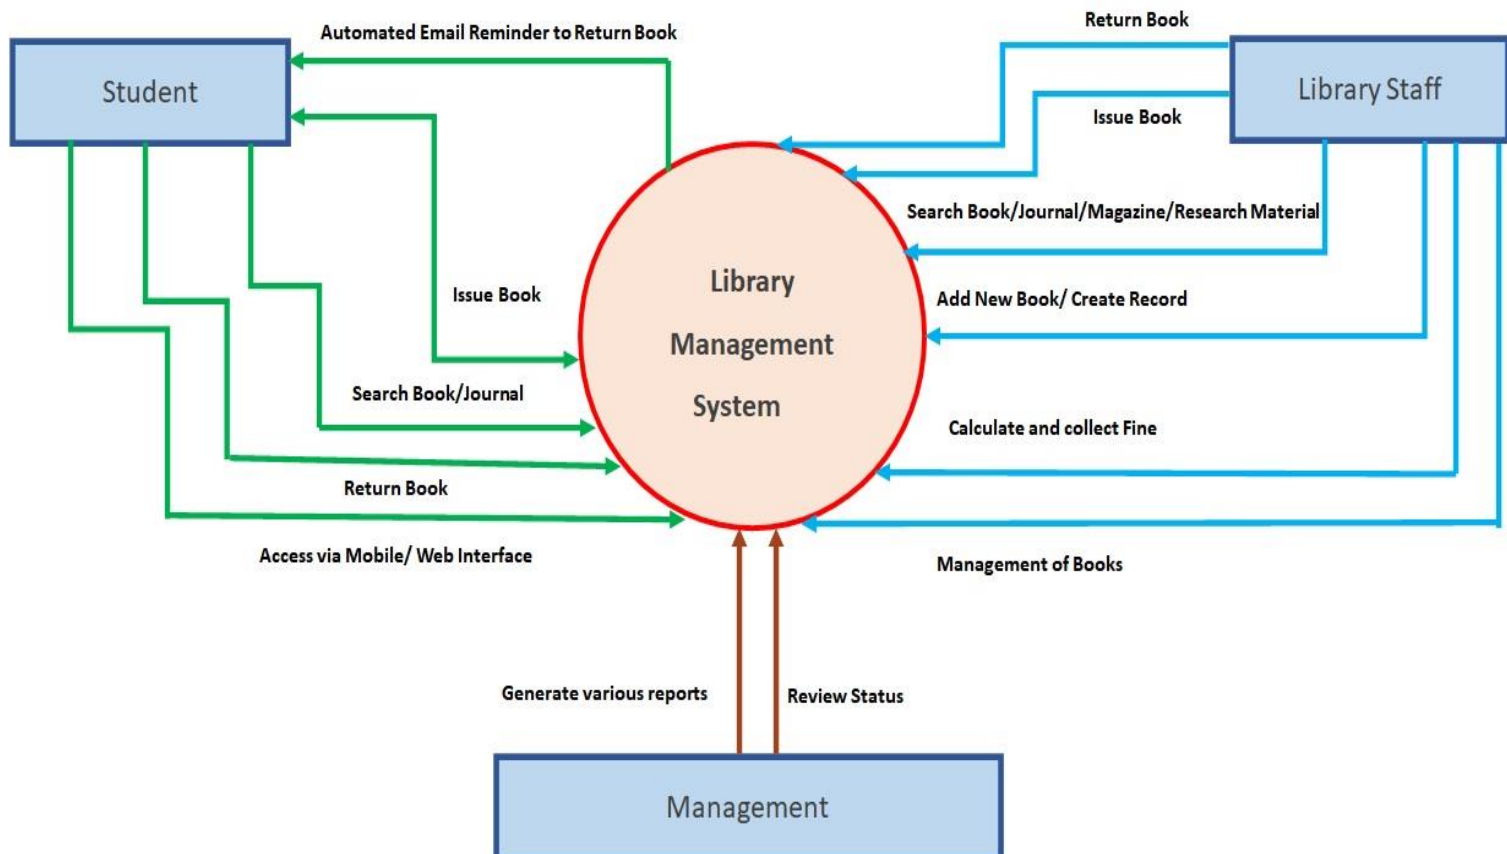 Automated Email Reminder to Return Book
Return Book
Student
Library Staff
Issue Book
Search Book/Journal/Magazine/Research Material
Library
Management
System
Issue Book
Add New Book/ Create Record
Search Book/Journal
Calculate and collect Fine
Return Book
Access via Mobile/ Web Interface
Management of Books
Generate various reports
Review Status
Management